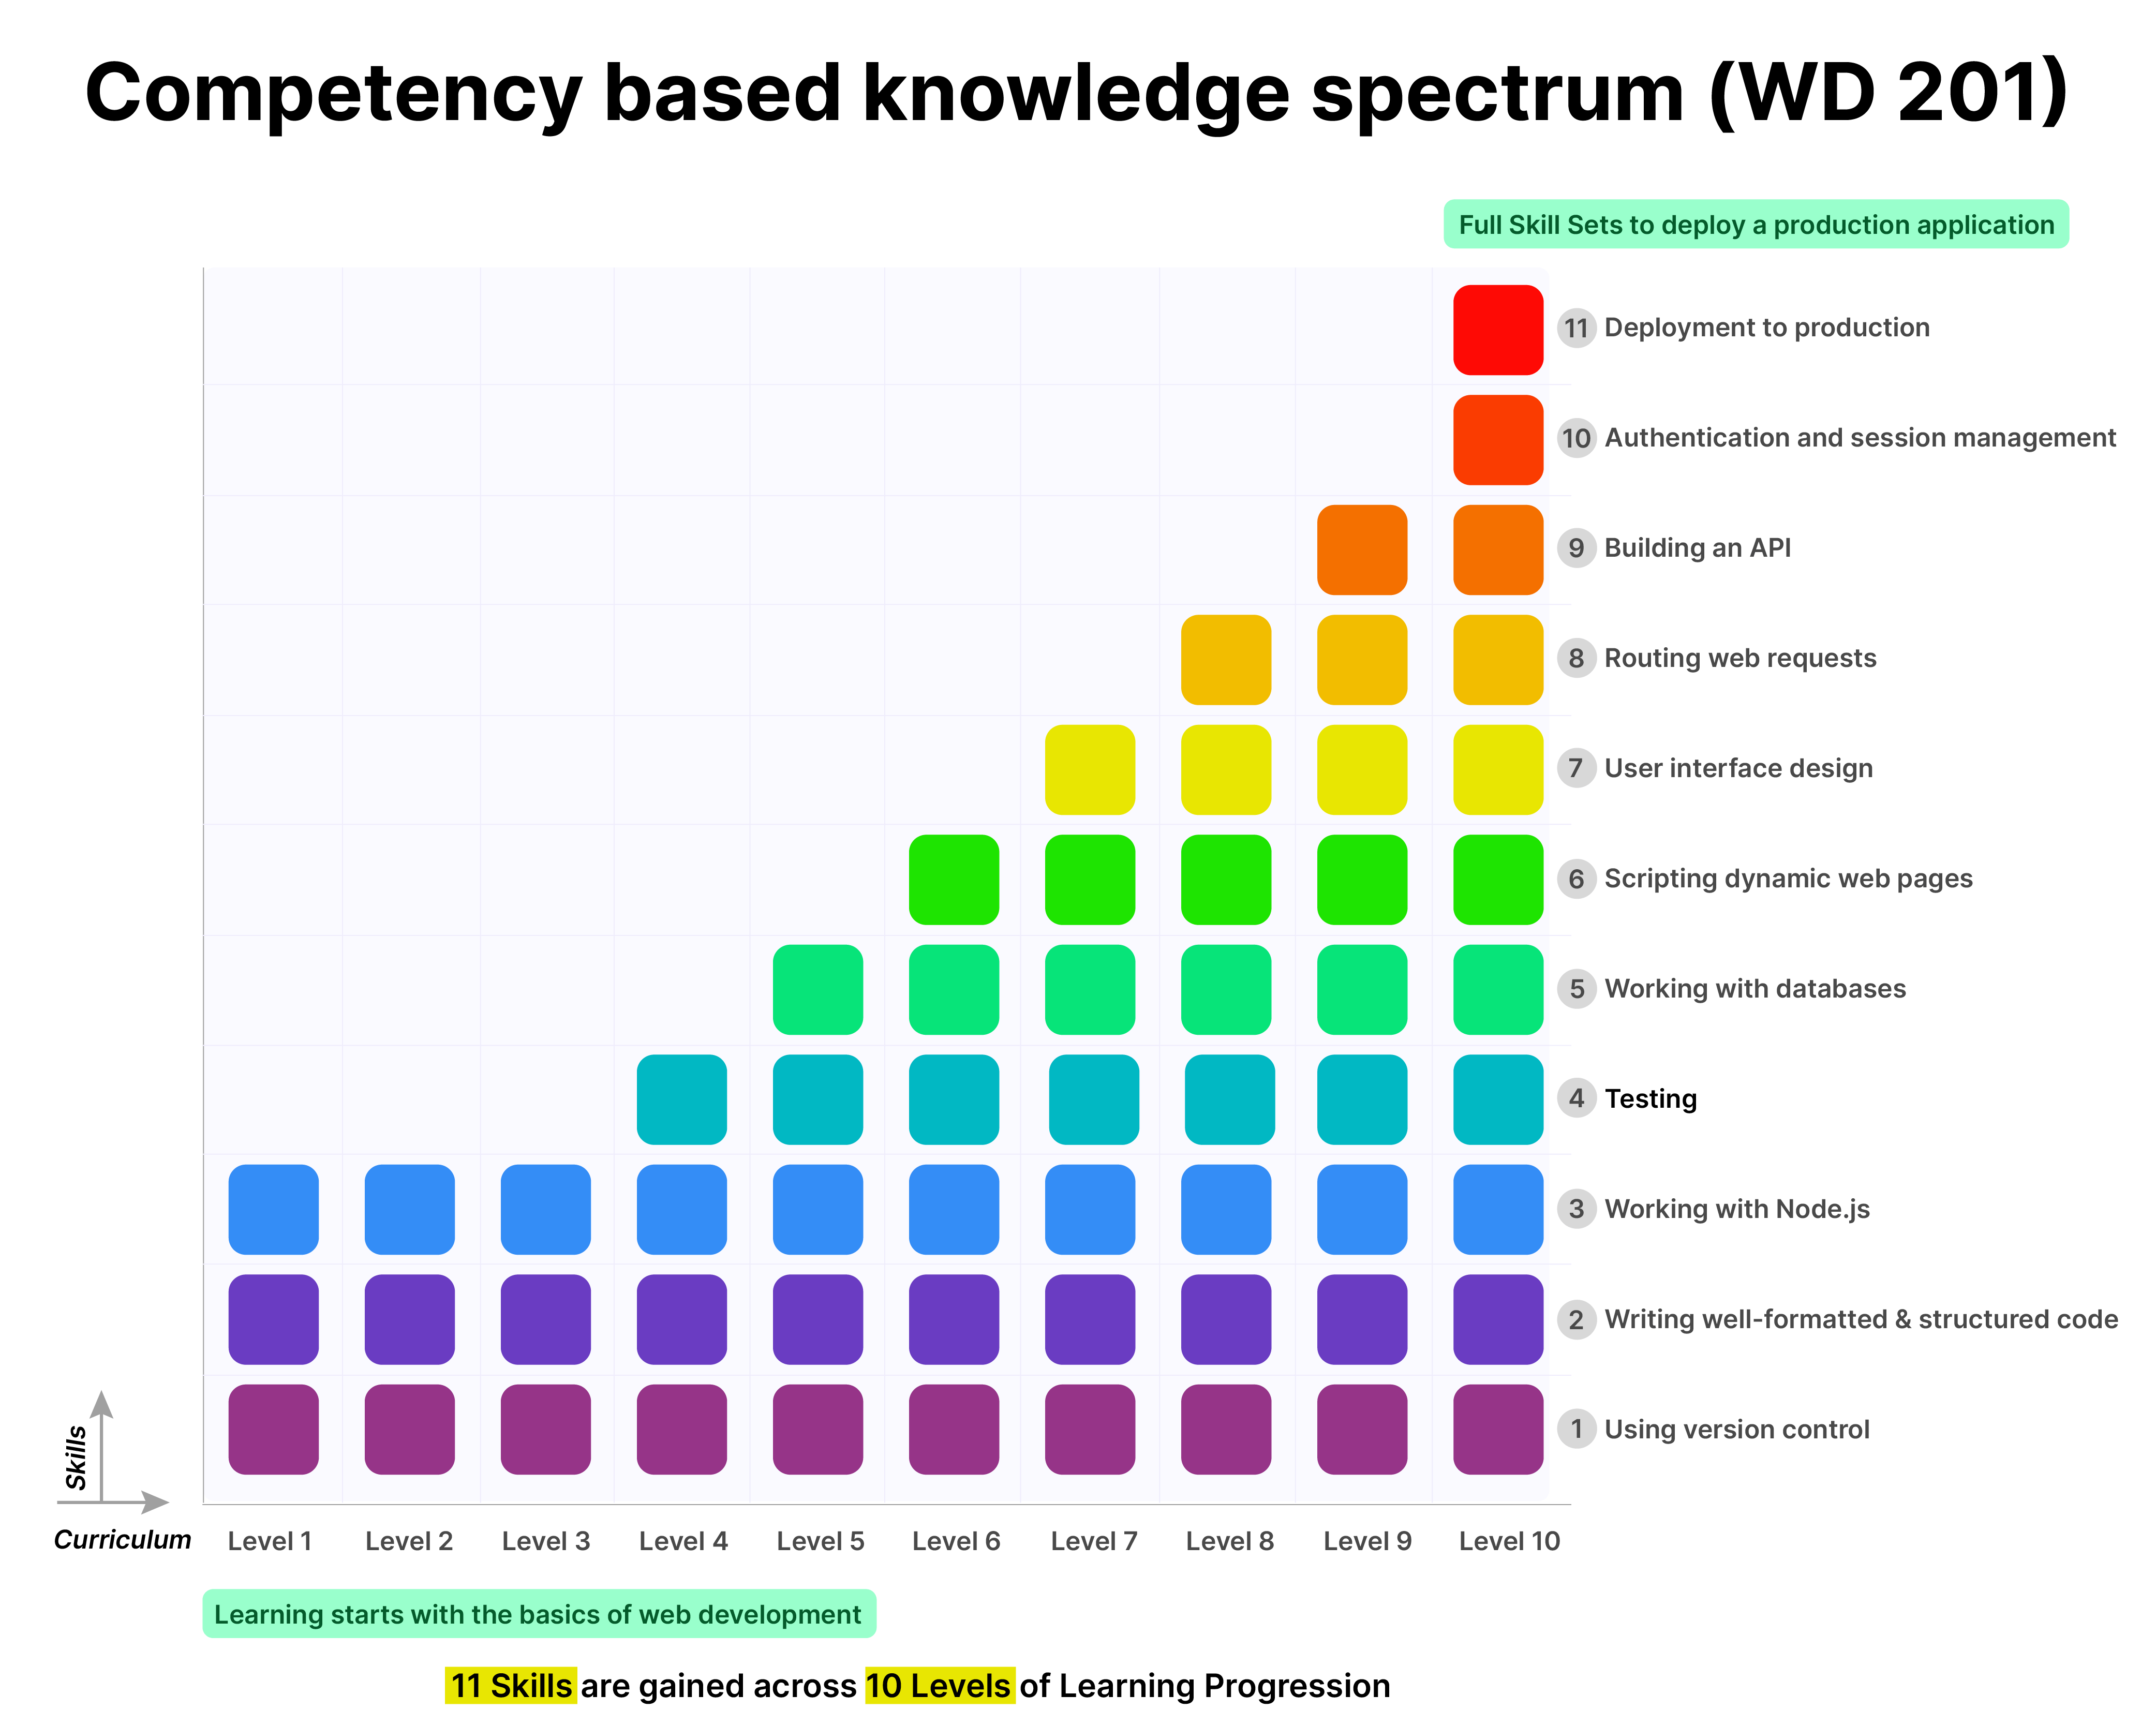 Competency based knowledge spectrum (WD 201)
Full Skill Sets to deploy a production application
11 Deployment to production
10 Authentication and session management
9 Building an API
8 Routing web requests
7 User interface design
6 Scripting dynamic web pages
5 Working with databases
4 Testing
3 Working with Node.js
2 Writing well-formatted & structured code
1 Using version control
Skills
Curriculum
Level 1 Level 2 Level 3 Level 4 Level 5 Level 6 Level 7 Level 8 Level 9 Level 10
Learning starts with the basics of web development
11 Skills are gained across 10 Levels of Learning Progression